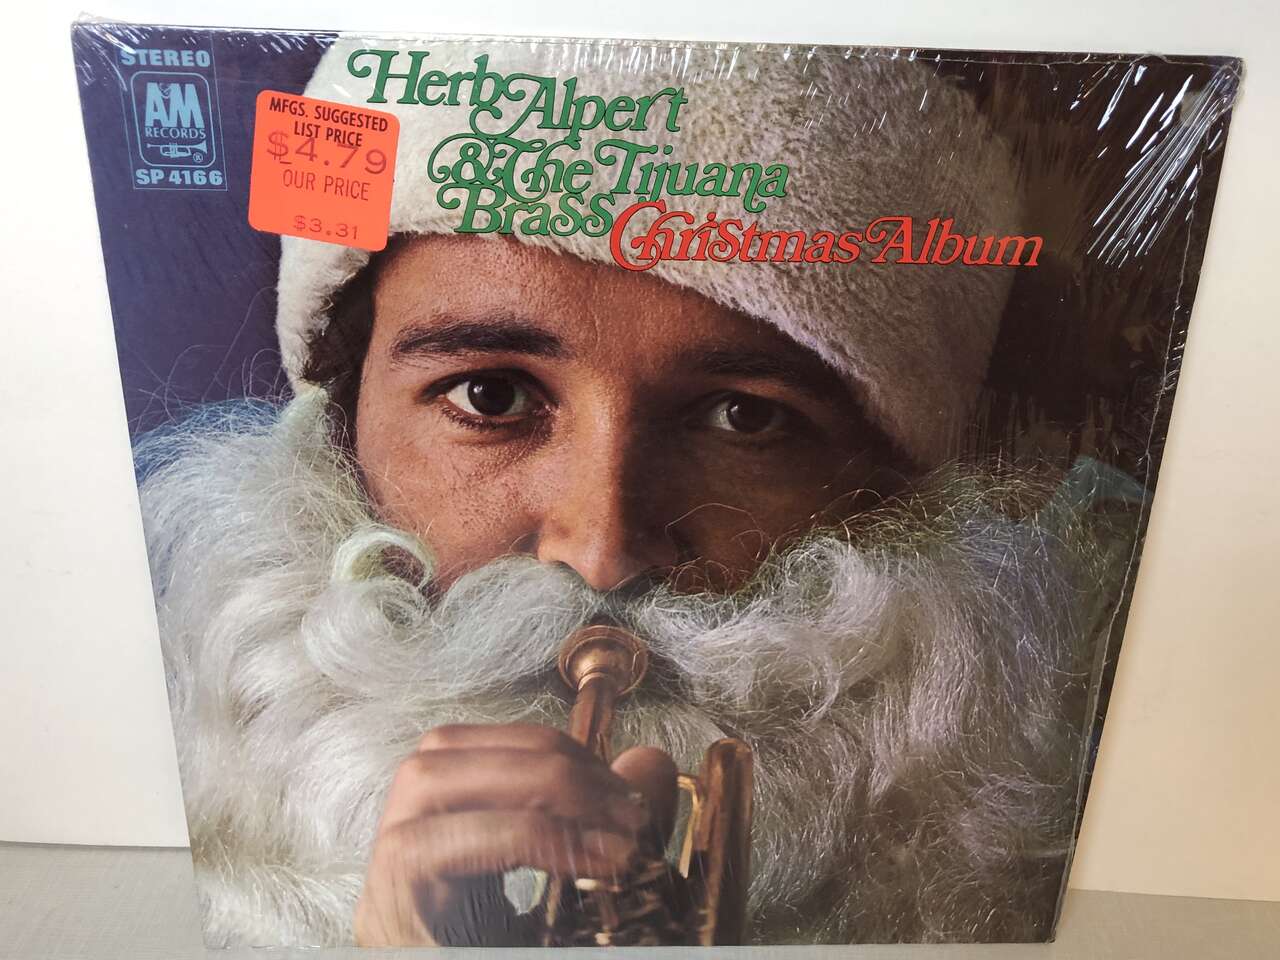 STEREO
A&M
RECORDS
®
SP 4166
MFGS. SUGGESTED
LIST PRICE
$4.79
OUR PRICE
$3.31
Herb Alpert
& The Tijuana
Brass Christmas Album